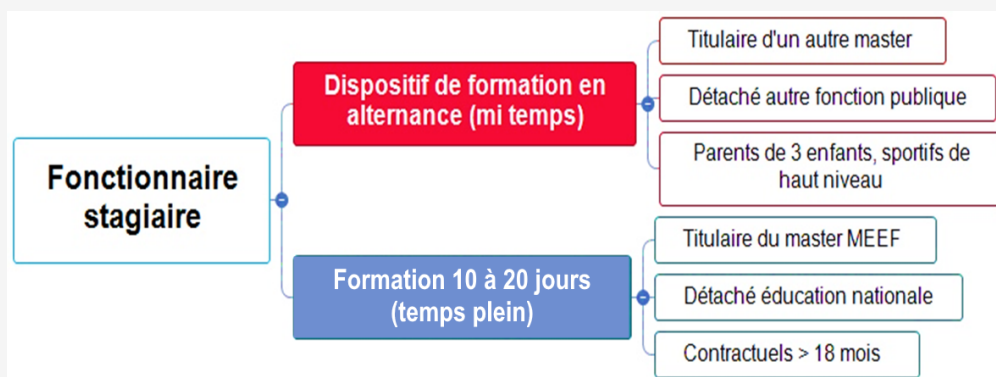 Fonctionnaire
stagiaire
Dispositif de formation en
alternance (mi temps)
Titulaire d'un autre master
Détaché autre fonction publique
Parents de 3 enfants, sportifs de
haut niveau
Formation 10 à 20 jours
(temps plein)
Titulaire du master MEEF
Détaché éducation nationale
Contractuels > 18 mois